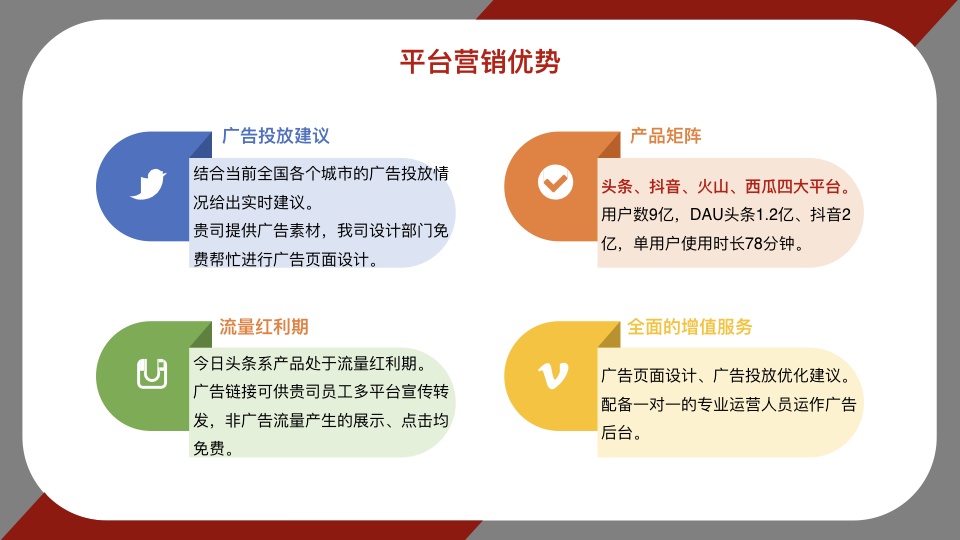 平台营销优势
广告投放建议
结合当前全国各个城市的广告投放情
况给出实时建议。
贵司提供广告素材，我司设计部门免
费帮忙进行广告页面设计。
产品矩阵
头条、抖音、火山、西瓜四大平台。
用户数9亿，DAU头条1.2亿、抖音2
亿，单用户使用时长78分钟。
流量红利期
今日头条系产品处于流量红利期。
广告链接可供贵司员工多平台宣传转
发，非广告流量产生的展示、点击均
免费。
全面的增值服务
广告页面设计、广告投放优化建议。
配备一对一的专业运营人员运作广告
后台。